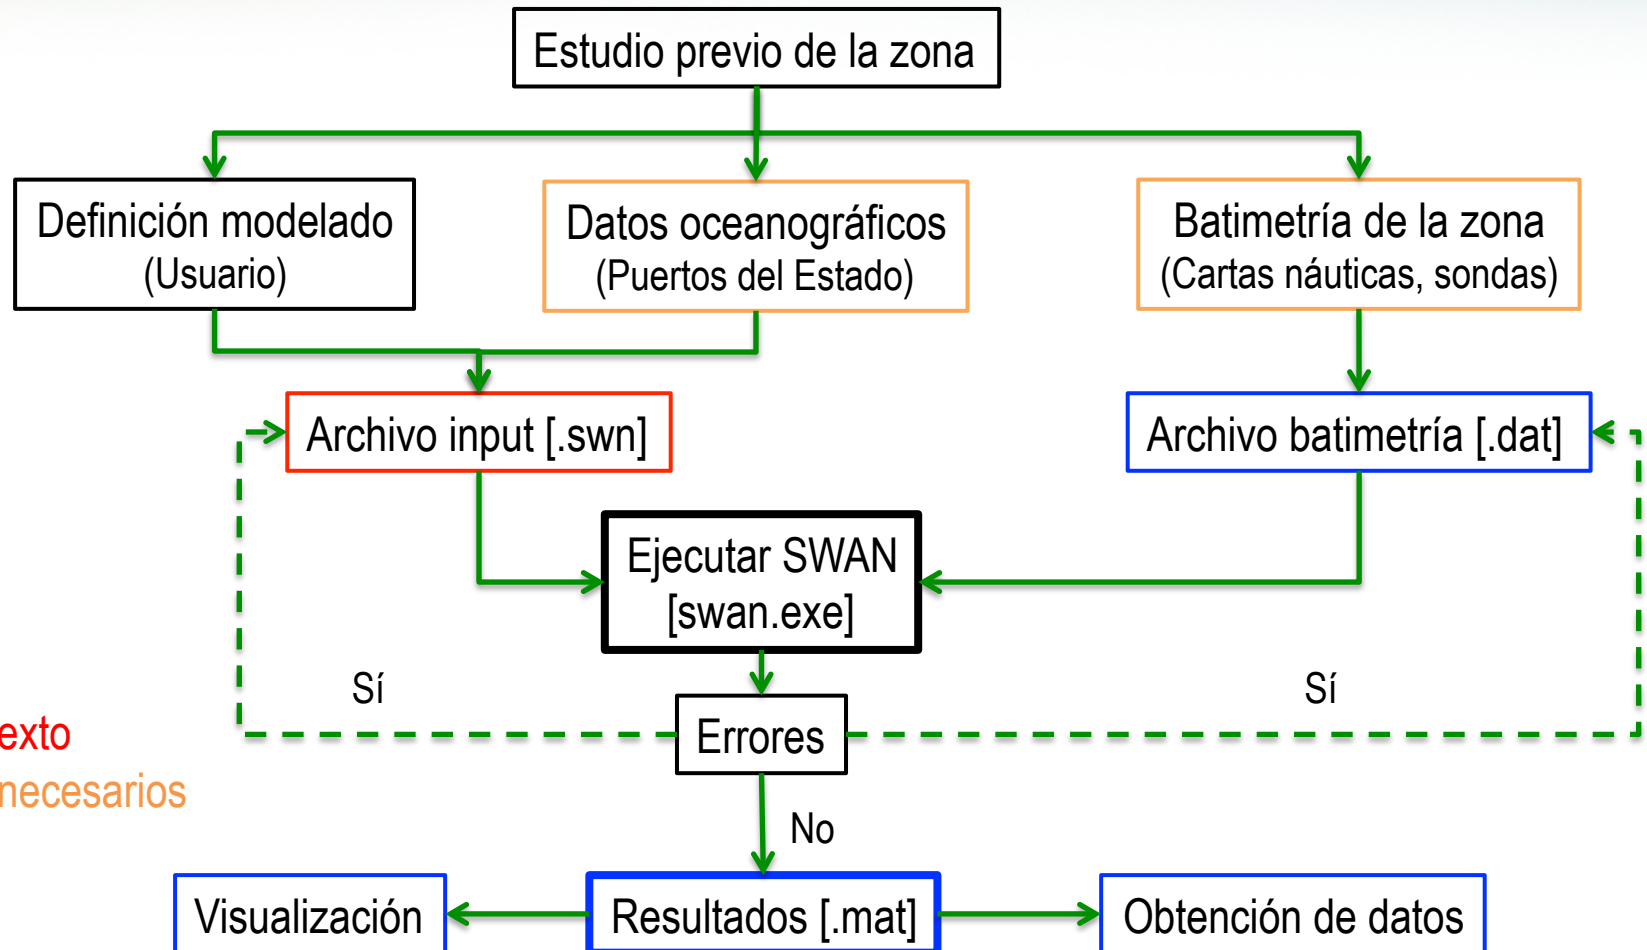 Estudio previo de la zona
Definición modelado
(Usuario)
Datos oceanográficos
(Puertos del Estado)
Batimetría de la zona
(Cartas náuticas, sondas)
Archivo input [.swn]
Archivo batimetría [.dat]
Ejecutar SWAN
[swan.exe]
Sí
Sí
Errores
necesarios
No
Visualización
Resultados [.mat]
Obtención de datos